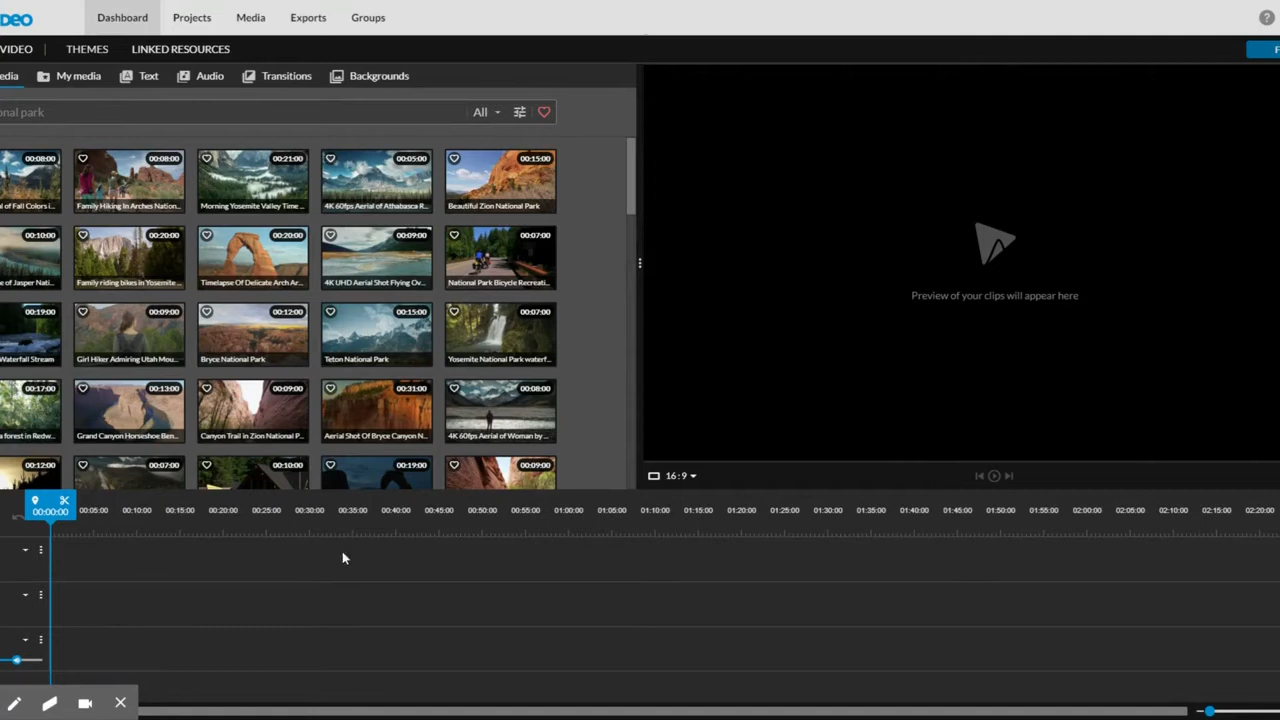 DEO
Dashboard
Projects
Media
Exports
Groups
?
VIDEO
THEMES
LINKED RESOURCES
F
edia
My media
Text
Audio
Transitions
Backgrounds
onal park
All
00:08:00
00:08:00
00:21:00
00:05:00
00:15:00
al of Fall Colors i...
Family Hiking In Arches Nation...
Morning Yosemite Valley Time ...
4K 60fps Aerial of Athabasca R...
Beautiful Zion National Park
00:10:00
00:20:00
00:20:00
00:09:00
00:07:00
e of Jasper Nati...
Family riding bikes in Yosemite ...
Timelapse Of Delicate Arch Ar...
4K UHD Aerial Shot Flying Ov...
National Park Bicycle Recreati...
Preview of your clips will appear here
00:19:00
00:09:00
00:12:00
00:15:00
00:07:00
Waterfall Stream
Girl Hiker Admiring Utah Mou...
Bryce National Park
Teton National Park
Yosemite National Park waterf...
00:17:00
00:13:00
00:09:00
00:31:00
00:08:00
a forest in Redw...
Grand Canyon Horseshoe Ben...
Canyon Trail in Zion National P...
Aerial Shot Of Bryce Canyon N...
4K 60fps Aerial of Woman by ...
00:12:00
00:07:00
00:10:00
00:19:00
00:09:00
16:9
00:00:00
00:05:00
00:10:00
00:15:00
00:20:00
00:25:00
00:30:00
00:35:00
00:40:00
00:45:00
00:50:00
00:55:00
01:00:00
01:05:00
01:10:00
01:15:00
01:20:00
01:25:00
01:30:00
01:35:00
01:40:00
01:45:00
01:50:00
01:55:00
02:00:00
02:05:00
02:10:00
02:15:00
02:20:00